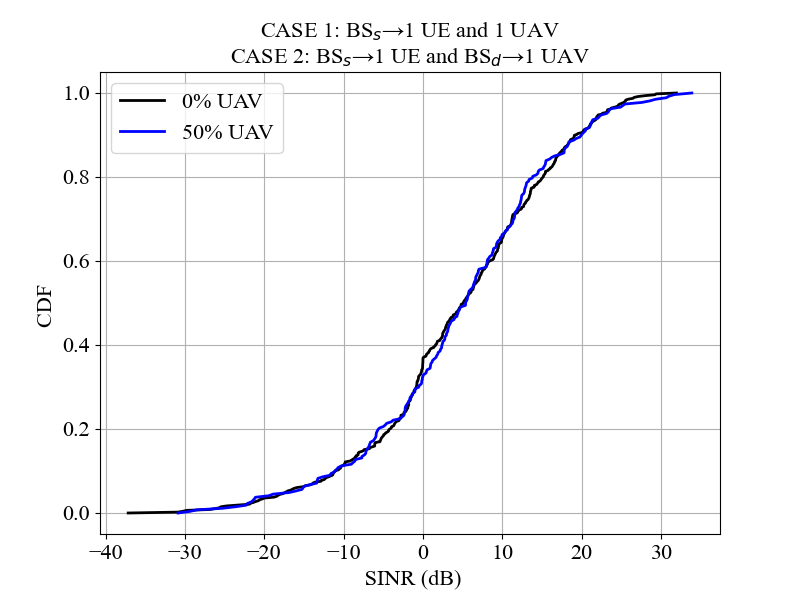 CASE 1: BSₛ→1 UE and 1 UAV
CASE 2: BSₛ→1 UE and BS_d→1 UAV
0% UAV
50% UAV
1.0
0.8
0.6
0.4
0.2
0.0
CDF
−40 −30 −20 −10 0 10 20 30
SINR (dB)